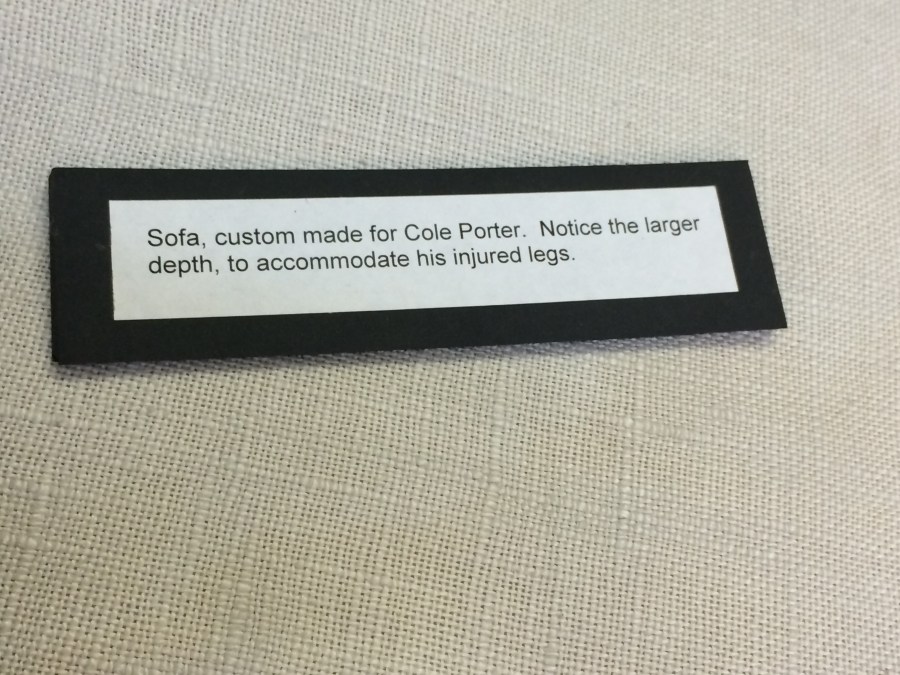 Sofa, custom made for Cole Porter.  Notice the larger
depth, to accommodate his injured legs.